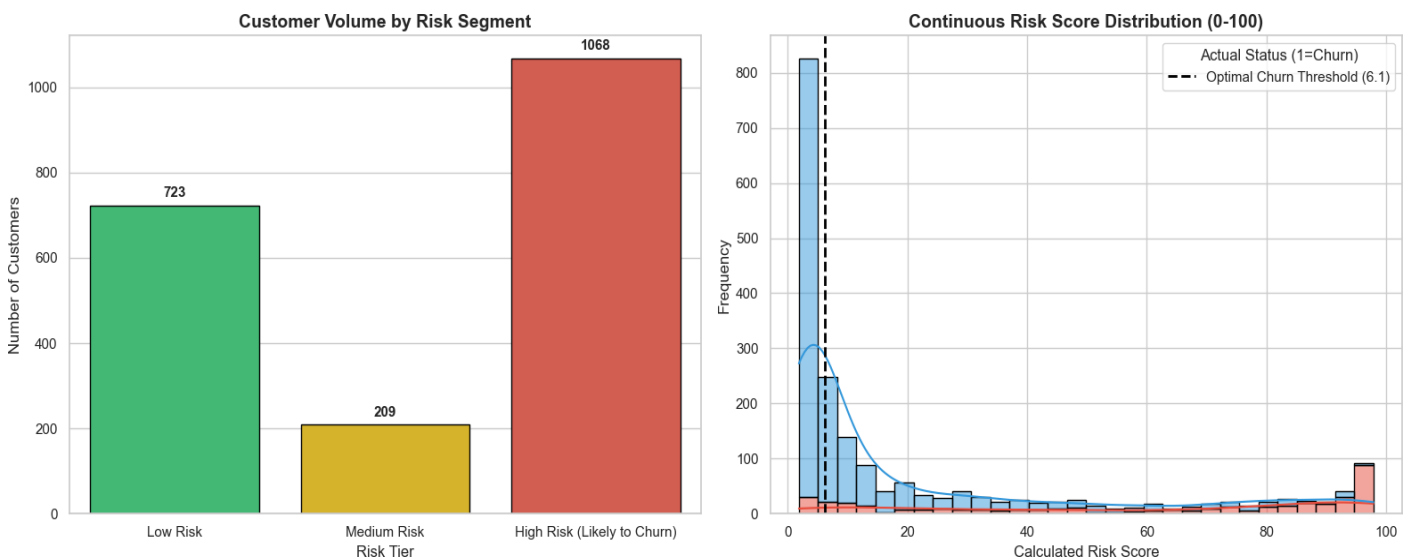 Customer Volume by Risk Segment
Number of Customers
1000
800
600
400
200
0
723
209
1068
Low Risk
Medium Risk
High Risk (Likely to Churn)
Risk Tier
Continuous Risk Score Distribution (0-100)
Frequency
800
700
600
500
400
300
200
100
0
Actual Status (1=Churn)
Optimal Churn Threshold (6.1)
0
20
40
60
80
100
Calculated Risk Score